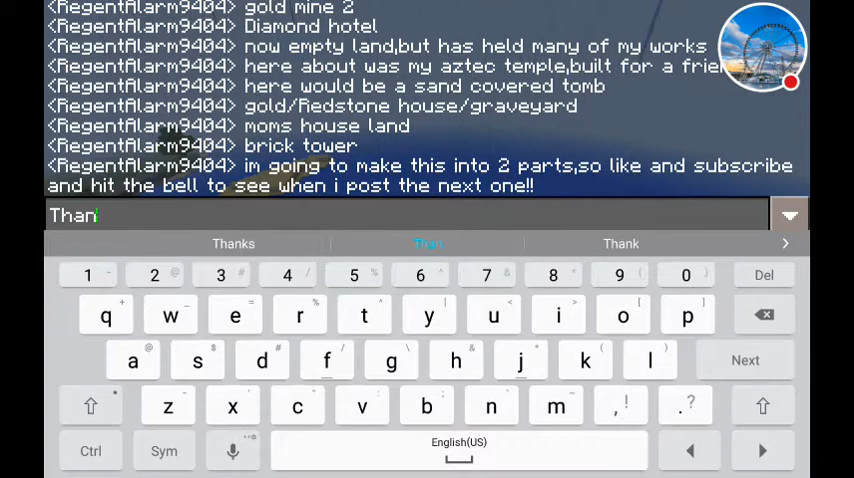 <RegentAlarm9404> gold mine 2
<RegentAlarm9404> Diamond hotel
<RegentAlarm9404> now empty land,but has held many of my works
<RegentAlarm9404> here about was my aztec temple,built for a frie
<RegentAlarm9404> here would be a sand covered tomb
<RegentAlarm9404> gold/Redstone house/graveyard
<RegentAlarm9404> moms house land
<RegentAlarm9404> brick tower
<RegentAlarm9404> im going to make this into 2 parts,so like and subscribe
and hit the bell to see when i post the next one!!
Than
Thanks Than Thank >
1 - 2 @ 3 # 4 / 5 % 6 ^ 7 & 8 * 9 ( 0 ) Del
q + w _ e = r % t ^ y | u < i > o [ p ]
a @ s $ d # f / g ^ h & j * k ( l ) Next
z - x ' c " v : b ; n ~ m , ! . ?
Ctrl Sym English(US)